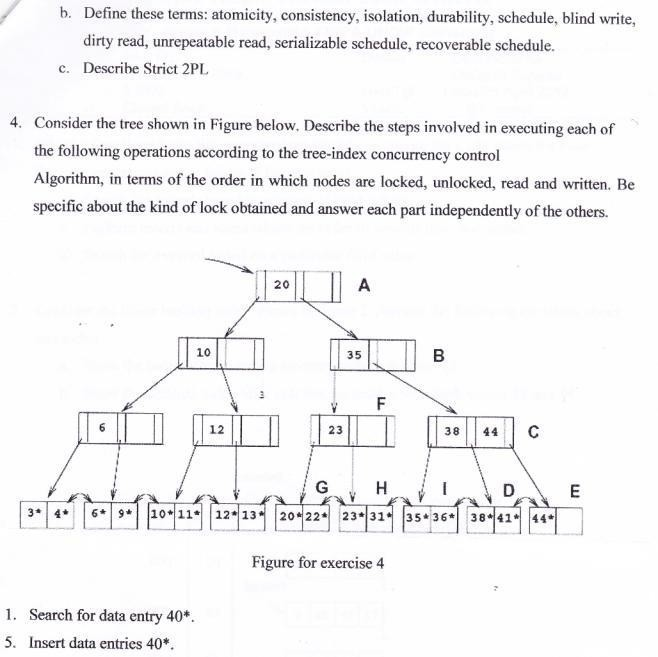 b. Define these terms: atomicity, consistency, isolation, durability, schedule, blind write,
dirty read, unrepeatable read, serializable schedule, recoverable schedule.
c. Describe Strict 2PL
4. Consider the tree shown in Figure below. Describe the steps involved in executing each of
the following operations according to the tree-index concurrency control
Algorithm, in terms of the order in which nodes are locked, unlocked, read and written. Be
specific about the kind of lock obtained and answer each part independently of the others.
20 A
10 35 B
3 F
6 12 23 38 44 C
G H I D E
3* 4* 6* 9* 10* 11* 12* 13* 20* 22* 23* 31* 35* 36* 38* 41* 44*
Figure for exercise 4
1. Search for data entry 40*.
5. Insert data entries 40*.